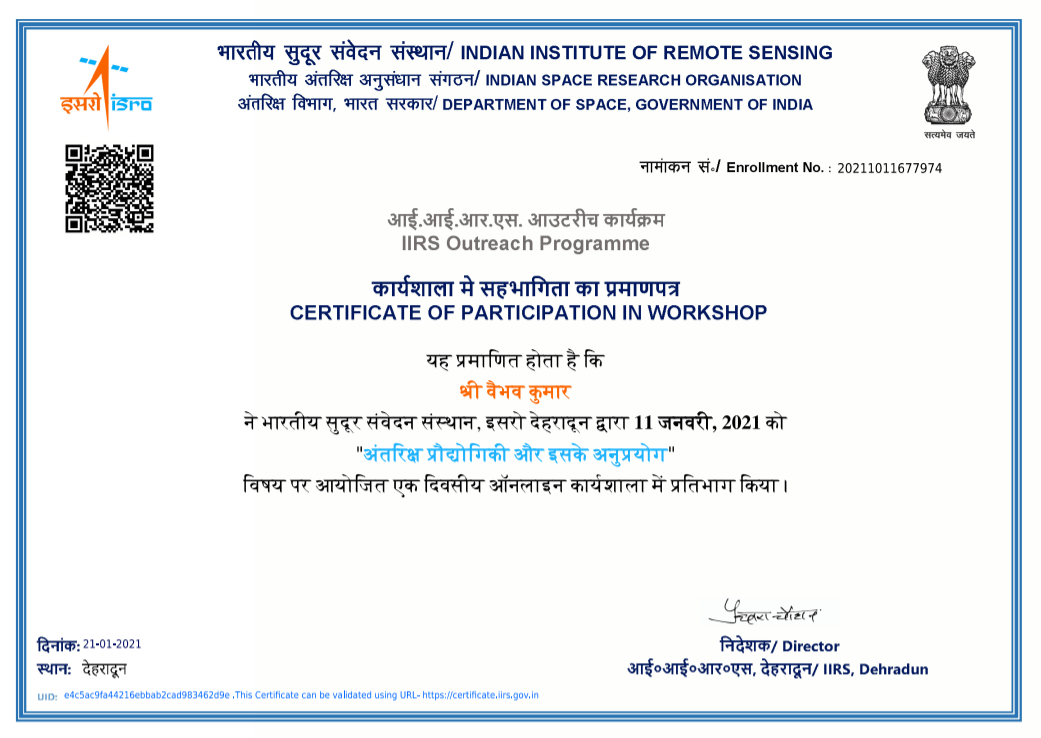 भारतीय सुदूर संवेदन संस्थान/ INDIAN INSTITUTE OF REMOTE SENSING
भारतीय अंतरिक्ष अनुसंधान संगठन/ INDIAN SPACE RESEARCH ORGANISATION
अंतरिक्ष विभाग, भारत सरकार/ DEPARTMENT OF SPACE, GOVERNMENT OF INDIA
इसरो isro
सत्यमेव जयते
नामांकन सं॰/ Enrollment No. : 20211011677974
आई.आई.आर.एस. आउटरीच कार्यक्रम
IIRS Outreach Programme
कार्यशाला मे सहभागिता का प्रमाणपत्र
CERTIFICATE OF PARTICIPATION IN WORKSHOP
यह प्रमाणित होता है कि
श्री वैभव कुमार
ने भारतीय सुदूर संवेदन संस्थान, इसरो देहरादून द्वारा 11 जनवरी, 2021 को
"अंतरिक्ष प्रौद्योगिकी और इसके अनुप्रयोग"
विषय पर आयोजित एक दिवसीय ऑनलाइन कार्यशाला में प्रतिभाग किया।
दिनांक: 21-01-2021
स्थान: देहरादून
निदेशक/ Director
आई०आई०आर०एस, देहरादून/ IIRS, Dehradun
UID: e4c5ac9fa44216ebbab2cad983462d9e .This Certificate can be validated using URL- https://certificate.iirs.gov.in